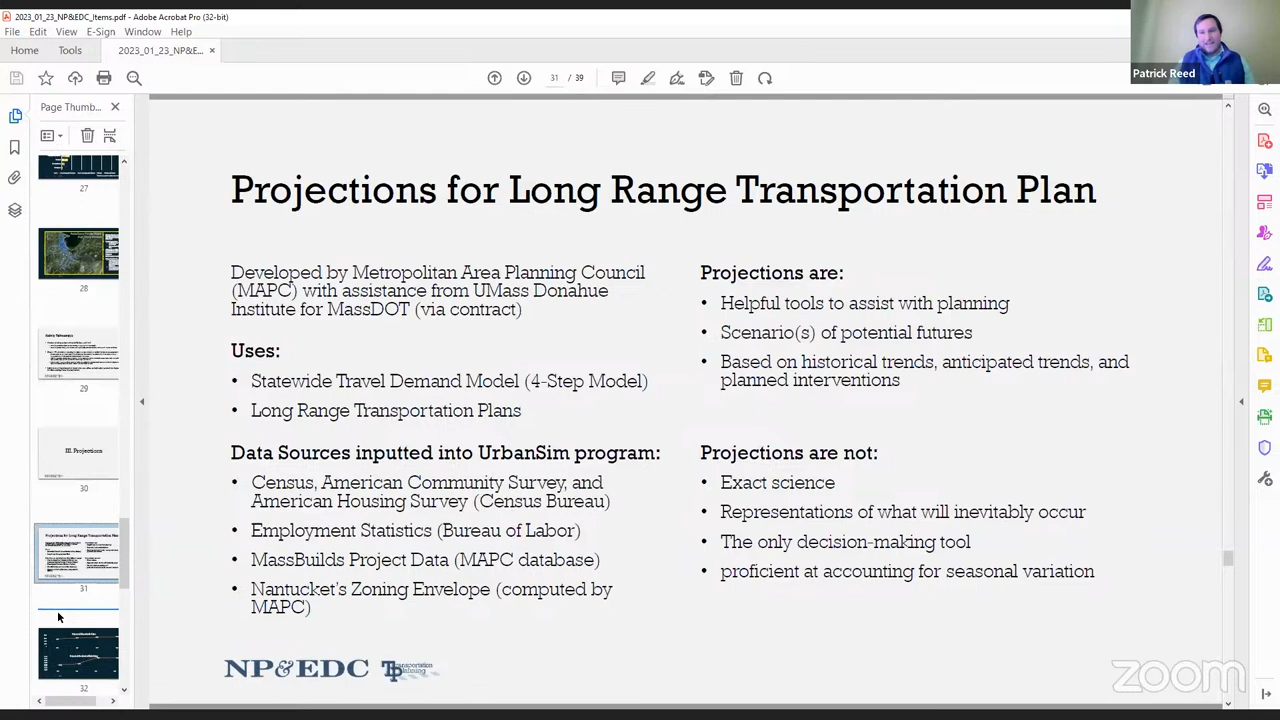 2023_01_23_NP&EDC_Items.pdf - Adobe Acrobat Pro (32-bit)
File Edit View E-Sign Window Help
Home Tools 2023_01_23_NP&E... ×
31 / 39
Patrick Reed
Page Thumb...
27
28
29
III. Projections
30
31
32
Projections for Long Range Transportation Plan
Developed by Metropolitan Area Planning Council
(MAPC) with assistance from UMass Donahue
Institute for MassDOT (via contract)
Uses:
• Statewide Travel Demand Model (4-Step Model)
• Long Range Transportation Plans
Data Sources inputted into UrbanSim program:
• Census, American Community Survey, and
American Housing Survey (Census Bureau)
• Employment Statistics (Bureau of Labor)
• MassBuilds Project Data (MAPC database)
• Nantucket's Zoning Envelope (computed by
MAPC)
Projections are:
• Helpful tools to assist with planning
• Scenario(s) of potential futures
• Based on historical trends, anticipated trends, and
planned interventions
Projections are not:
• Exact science
• Representations of what will inevitably occur
• The only decision-making tool
• proficient at accounting for seasonal variation
NP&EDC TP Transportation Planning
zoom